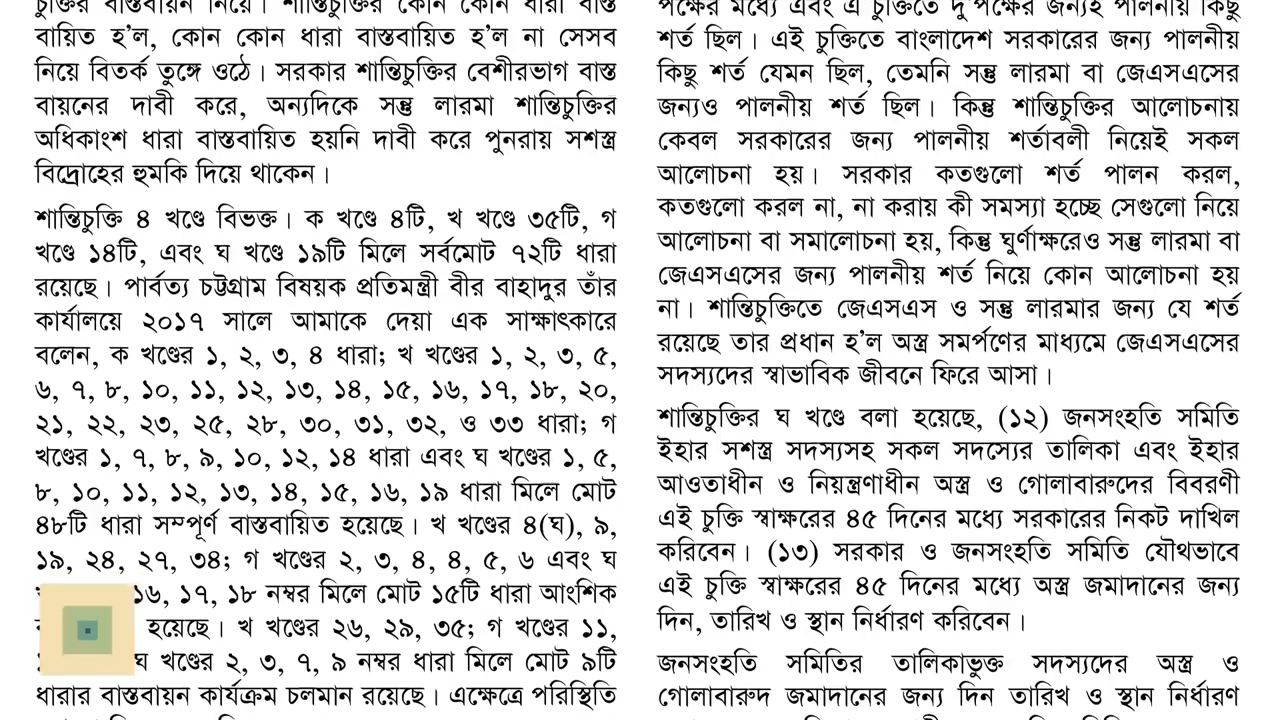 চুক্তির বাস্তবায়ন নিয়ে। শান্তিচুক্তির কোন কোন ধারা বাস্ত
বায়িত হ’ল, কোন কোন ধারা বাস্তবায়িত হ’ল না সেসব
নিয়ে বিতর্ক তুঙ্গে ওঠে। সরকার শান্তিচুক্তির বেশীরভাগ বাস্ত
বায়নের দাবী করে, অন্যদিকে সন্তু লারমা শান্তিচুক্তির
অধিকাংশ ধারা বাস্তবায়িত হয়নি দাবী করে পুনরায় সশস্ত্র
বিদ্রোহের হুমকি দিয়ে থাকেন।
শান্তিচুক্তি ৪ খণ্ডে বিভক্ত। ক খণ্ডে ৪টি, খ খণ্ডে ৩৫টি, গ
খণ্ডে ১৪টি, এবং ঘ খণ্ডে ১৯টি মিলে সর্বমোট ৭২টি ধারা
রয়েছে। পার্বত্য চট্টগ্রাম বিষয়ক প্রতিমন্ত্রী বীর বাহাদুর তাঁর
কার্যালয়ে ২০১৭ সালে আমাকে দেয়া এক সাক্ষাৎকারে
বলেন, ক খণ্ডের ১, ২, ৩, ৪ ধারা; খ খণ্ডের ১, ২, ৩, ৫,
৬, ৭, ৮, ১০, ১১, ১২, ১৩, ১৪, ১৫, ১৬, ১৭, ১৮, ২০,
২১, ২২, ২৩, ২৫, ২৮, ৩০, ৩১, ৩২, ও ৩৩ ধারা; গ
খণ্ডের ১, ৭, ৮, ৯, ১০, ১২, ১৪ ধারা এবং ঘ খণ্ডের ১, ৫,
৮, ১০, ১১, ১২, ১৩, ১৪, ১৫, ১৬, ১৯ ধারা মিলে মোট
৪৮টি ধারা সম্পূর্ণ বাস্তবায়িত হয়েছে। খ খণ্ডের ৪(ঘ), ৯,
১৯, ২৪, ২৭, ৩৪; গ খণ্ডের ২, ৩, ৪, ৪, ৫, ৬ এবং ঘ
১৬, ১৭, ১৮ নম্বর মিলে মোট ১৫টি ধারা আংশিক
হয়েছে। খ খণ্ডের ২৬, ২৯, ৩৫; গ খণ্ডের ১১,
ঘ খণ্ডের ২, ৩, ৭, ৯ নম্বর ধারা মিলে মোট ৯টি
ধারার বাস্তবায়ন কার্যক্রম চলমান রয়েছে। এক্ষেত্রে পরিস্থিতি
পক্ষের মধ্যে এবং এ চুক্তিতে দু’পক্ষের জন্যই পালনীয় কিছু
শর্ত ছিল। এই চুক্তিতে বাংলাদেশ সরকারের জন্য পালনীয়
কিছু শর্ত যেমন ছিল, তেমনি সন্তু লারমা বা জেএসএসের
জন্যও পালনীয় শর্ত ছিল। কিন্তু শান্তিচুক্তির আলোচনায়
কেবল সরকারের জন্য পালনীয় শর্তাবলী নিয়েই সকল
আলোচনা হয়। সরকার কতগুলো শর্ত পালন করল,
কতগুলো করল না, না করায় কী সমস্যা হচ্ছে সেগুলো নিয়ে
আলোচনা বা সমালোচনা হয়, কিন্তু ঘুর্ণাক্ষরেও সন্তু লারমা বা
জেএসএসের জন্য পালনীয় শর্ত নিয়ে কোন আলোচনা হয়
না। শান্তিচুক্তিতে জেএসএস ও সন্তু লারমার জন্য যে শর্ত
রয়েছে তার প্রধান হ’ল অস্ত্র সমর্পণের মাধ্যমে জেএসএসের
সদস্যদের স্বাভাবিক জীবনে ফিরে আসা।
শান্তিচুক্তির ঘ খণ্ডে বলা হয়েছে, (১২) জনসংহতি সমিতি
ইহার সশস্ত্র সদস্যসহ সকল সদস্যের তালিকা এবং ইহার
আওতাধীন ও নিয়ন্ত্রণাধীন অস্ত্র ও গোলাবারুদের বিবরণী
এই চুক্তি স্বাক্ষরের ৪৫ দিনের মধ্যে সরকারের নিকট দাখিল
করিবেন। (১৩) সরকার ও জনসংহতি সমিতি যৌথভাবে
এই চুক্তি স্বাক্ষরের ৪৫ দিনের মধ্যে অস্ত্র জমাদানের জন্য
দিন, তারিখ ও স্থান নির্ধারণ করিবেন।
জনসংহতি সমিতির তালিকাভুক্ত সদস্যদের অস্ত্র ও
গোলাবারুদ জমাদানের জন্য দিন তারিখ ও স্থান নির্ধারণ